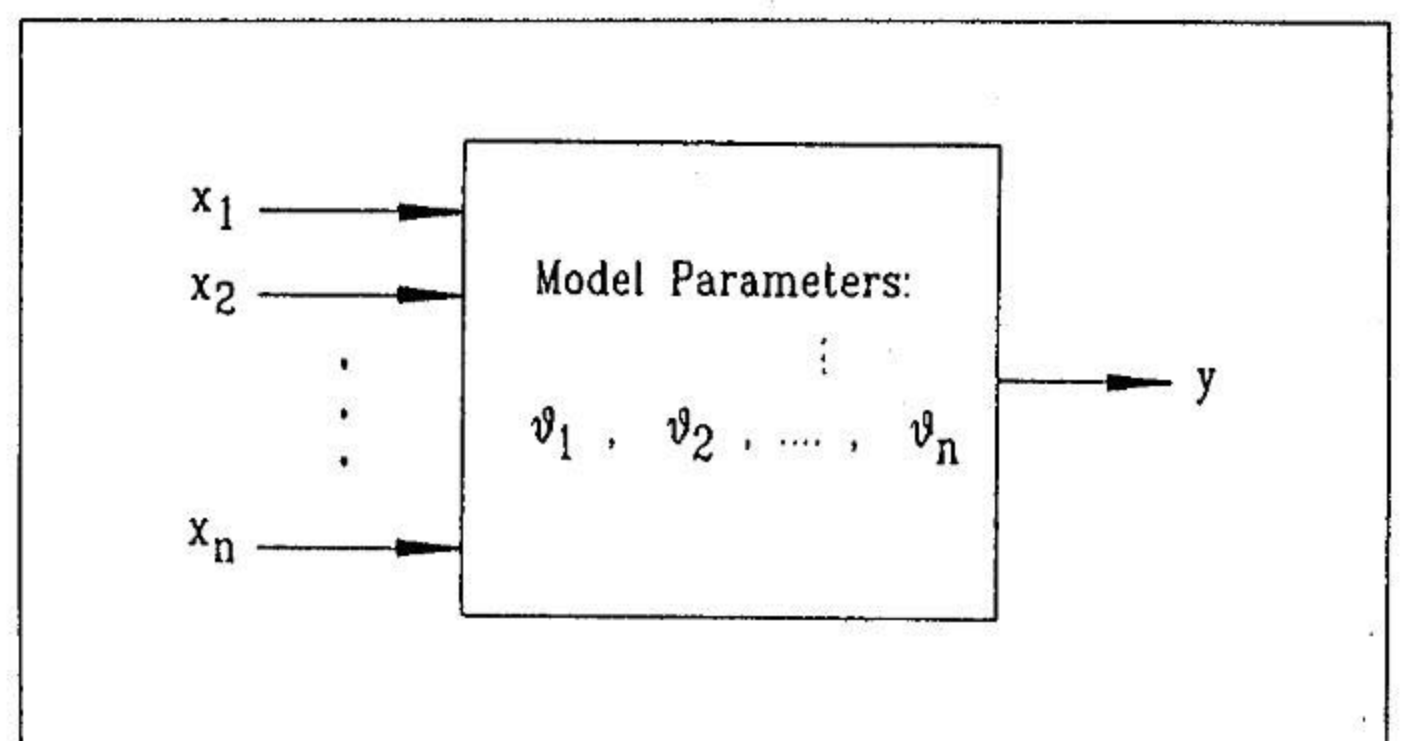 x1
x2
.
.
.
xn
Model Parameters:
ϑ1 , ϑ2 , .... , ϑn
y